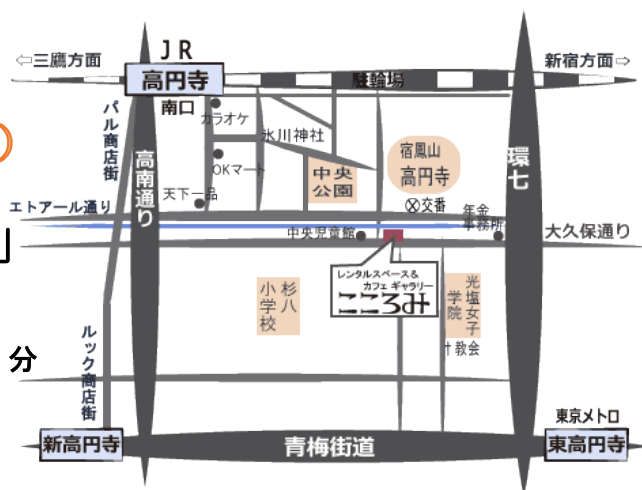 ⇦三鷹方面
JR
高円寺
南口
新宿方面⇨
駐輪場
パル商店街
高南通り
カラオケ
氷川神社
OKマート
中央
公園
宿鳳山
高円寺
環七
天下一品
エトアール通り
交番
年金
事務所
中央児童館
大久保通り
」
レンタルスペース&
カフェ ギャラリー
こころみ
杉八
小学校
光塩女子
学院
教会
分
ルック商店街
新高円寺
青梅街道
東京メトロ
東高円寺